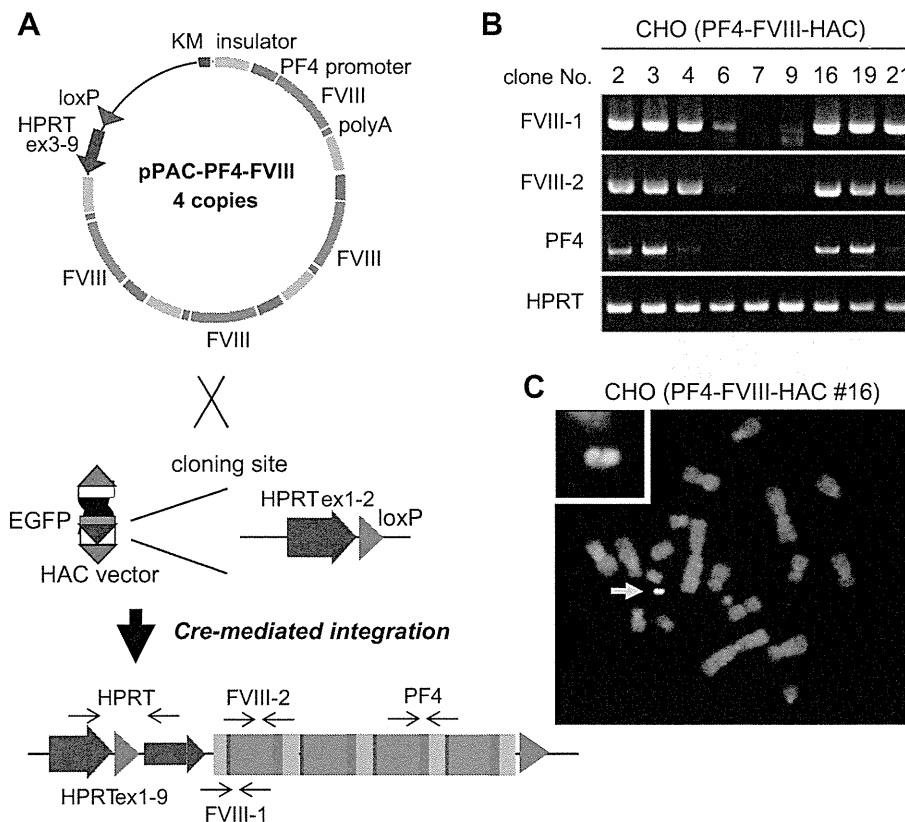 A
KM insulator
PF4 promoter
FVIII
polyA
loxP
HPRT
ex3-9
pPAC-PF4-FVIII
4 copies
FVIII
FVIII
FVIII
cloning site
EGFP
HAC vector
HPRTex1-2
loxP
Cre-mediated integration
HPRT
FVIII-2
PF4
HPRTex1-9
FVIII-1
B
CHO (PF4-FVIII-HAC)
clone No. 2 3 4 6 7 9 16 19 21
FVIII-1
FVIII-2
PF4
HPRT
C
CHO (PF4-FVIII-HAC #16)